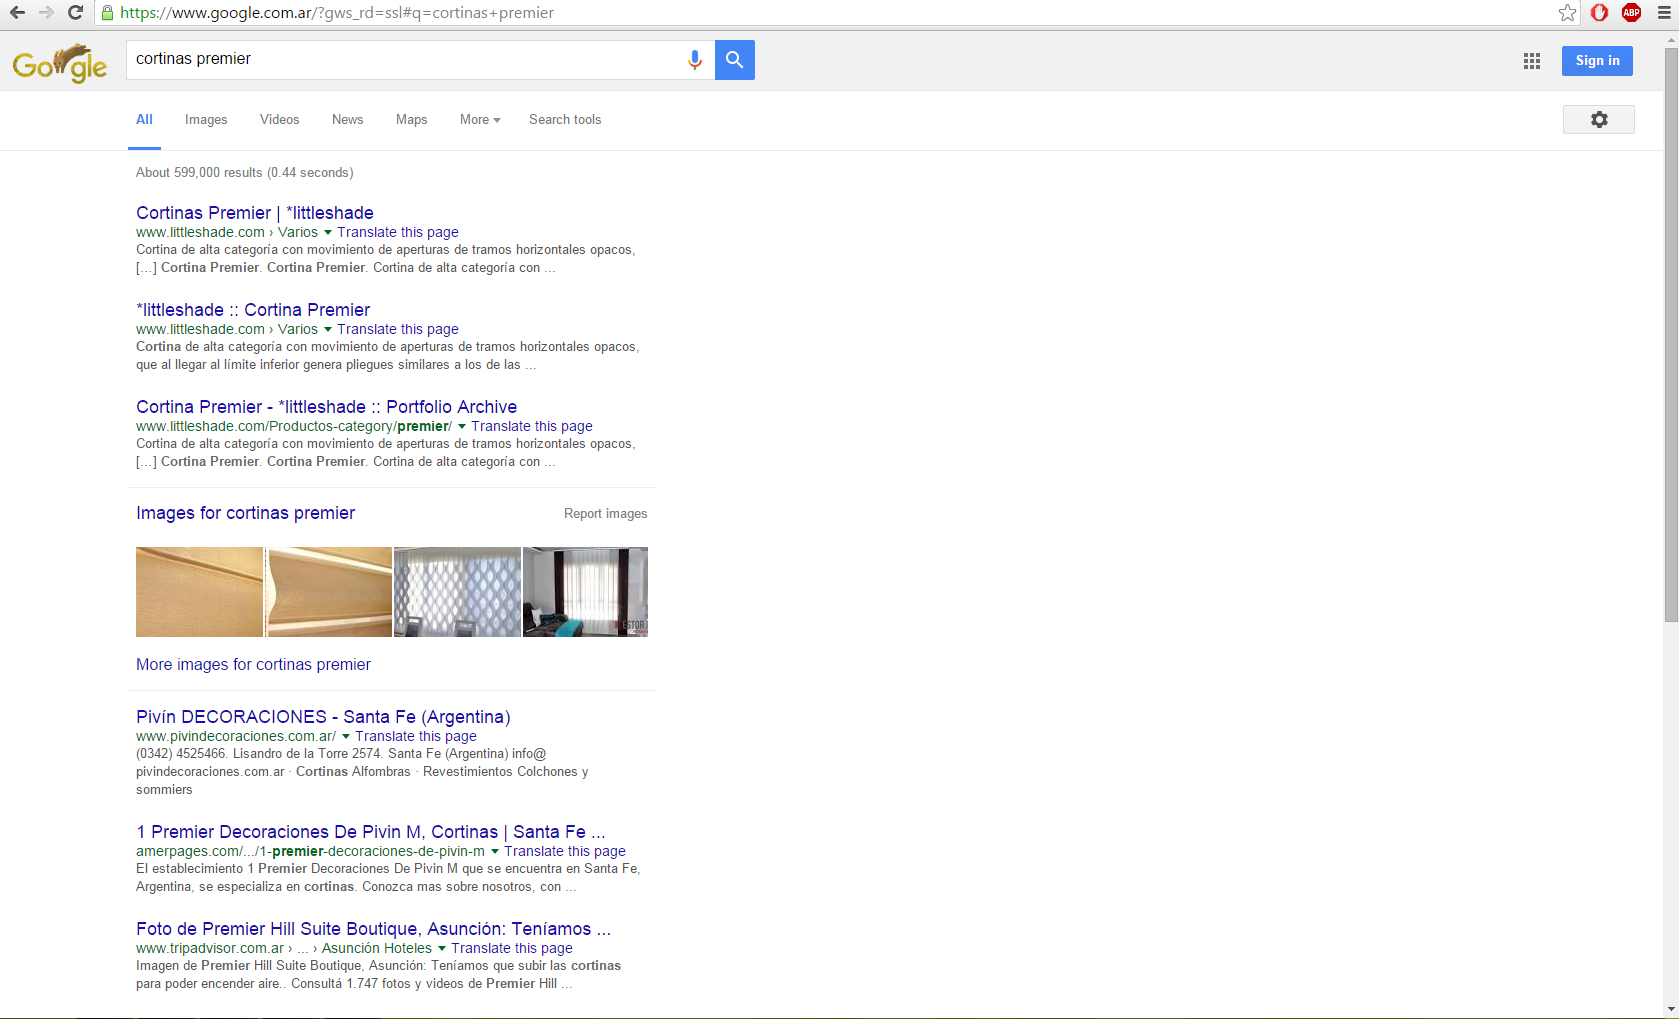 https://www.google.com.ar/?gws_rd=ssl#q=cortinas+premier
ABP
Google
cortinas premier
Sign in
All Images Videos News Maps More Search tools
About 599,000 results (0.44 seconds)
Cortinas Premier | *littleshade
www.littleshade.com › Varios Translate this page
Cortina de alta categoría con movimiento de aperturas de tramos horizontales opacos,
[…] Cortina Premier. Cortina Premier. Cortina de alta categoría con ...
*littleshade :: Cortina Premier
www.littleshade.com › Varios Translate this page
Cortina de alta categoría con movimiento de aperturas de tramos horizontales opacos,
que al llegar al límite inferior genera pliegues similares a los de las ...
Cortina Premier - *littleshade :: Portfolio Archive
www.littleshade.com/Productos-category/premier/ Translate this page
Cortina de alta categoría con movimiento de aperturas de tramos horizontales opacos,
[…] Cortina Premier. Cortina Premier. Cortina de alta categoría con ...
Images for cortinas premier Report images
More images for cortinas premier
Pivín DECORACIONES - Santa Fe (Argentina)
www.pivindecoraciones.com.ar/ Translate this page
(0342) 4525466. Lisandro de la Torre 2574. Santa Fe (Argentina) info@
pivindecoraciones.com.ar · Cortinas Alfombras · Revestimientos Colchones y
sommiers
1 Premier Decoraciones De Pivin M, Cortinas | Santa Fe ...
amerpages.com/.../1-premier-decoraciones-de-pivin-m Translate this page
El establecimiento 1 Premier Decoraciones De Pivin M que se encuentra en Santa Fe,
Argentina, se especializa en cortinas. Conozca mas sobre nosotros, con ...
Foto de Premier Hill Suite Boutique, Asunción: Teníamos ...
www.tripadvisor.com.ar › ... › Asunción Hoteles Translate this page
Imagen de Premier Hill Suite Boutique, Asunción: Teníamos que subir las cortinas
para poder encender aire.. Consultá 1.747 fotos y videos de Premier Hill ...